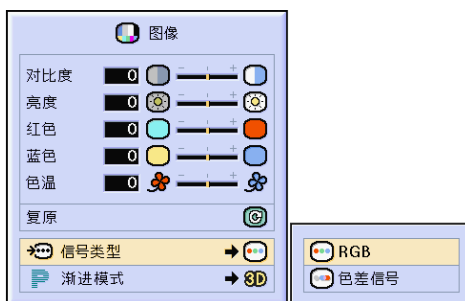 图像
对比度 0
亮度 0
红色 0
蓝色 0
色温 0
复原
信号类型
渐进模式 3D
RGB
色差信号